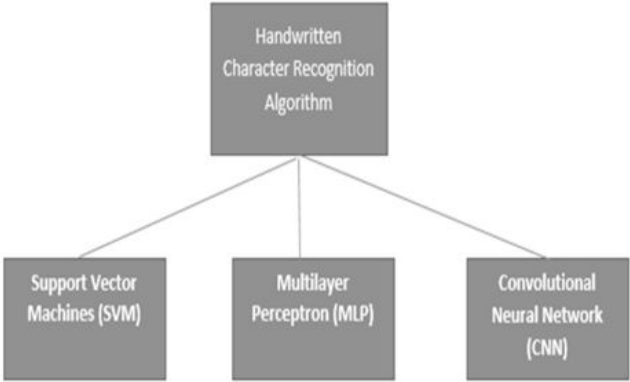 Handwritten
Character Recognition
Algorithm
Support Vector
Machines (SVM)
Multilayer
Perceptron (MLP)
Convolutional
Neural Network
(CNN)